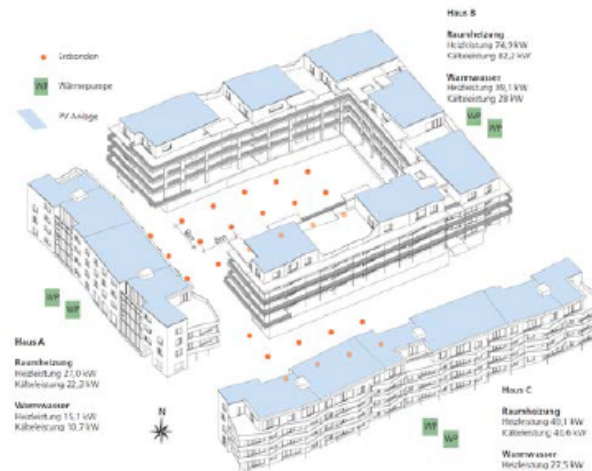 Erdsonden
WP Wärmepumpe
PV Anlage
Haus B
Raumheizung
Heizleistung 74,9 kW
Kälteleistung 62,2 kW
Warmwasser
Heizleistung 39,1 kW
Kälteleistung 28 kW
WP
WP
WP
WP
Haus A
Raumheizung
Heizleistung 27,0 kW
Kälteleistung 22,3 kW
Warmwasser
Heizleistung 15,1 kW
Kälteleistung 10,7 kW
N
WP
WP
Haus C
Raumheizung
Heizleistung 49,1 kW
Kälteleistung 40,6 kW
Warmwasser
Heizleistung 27,5 kW